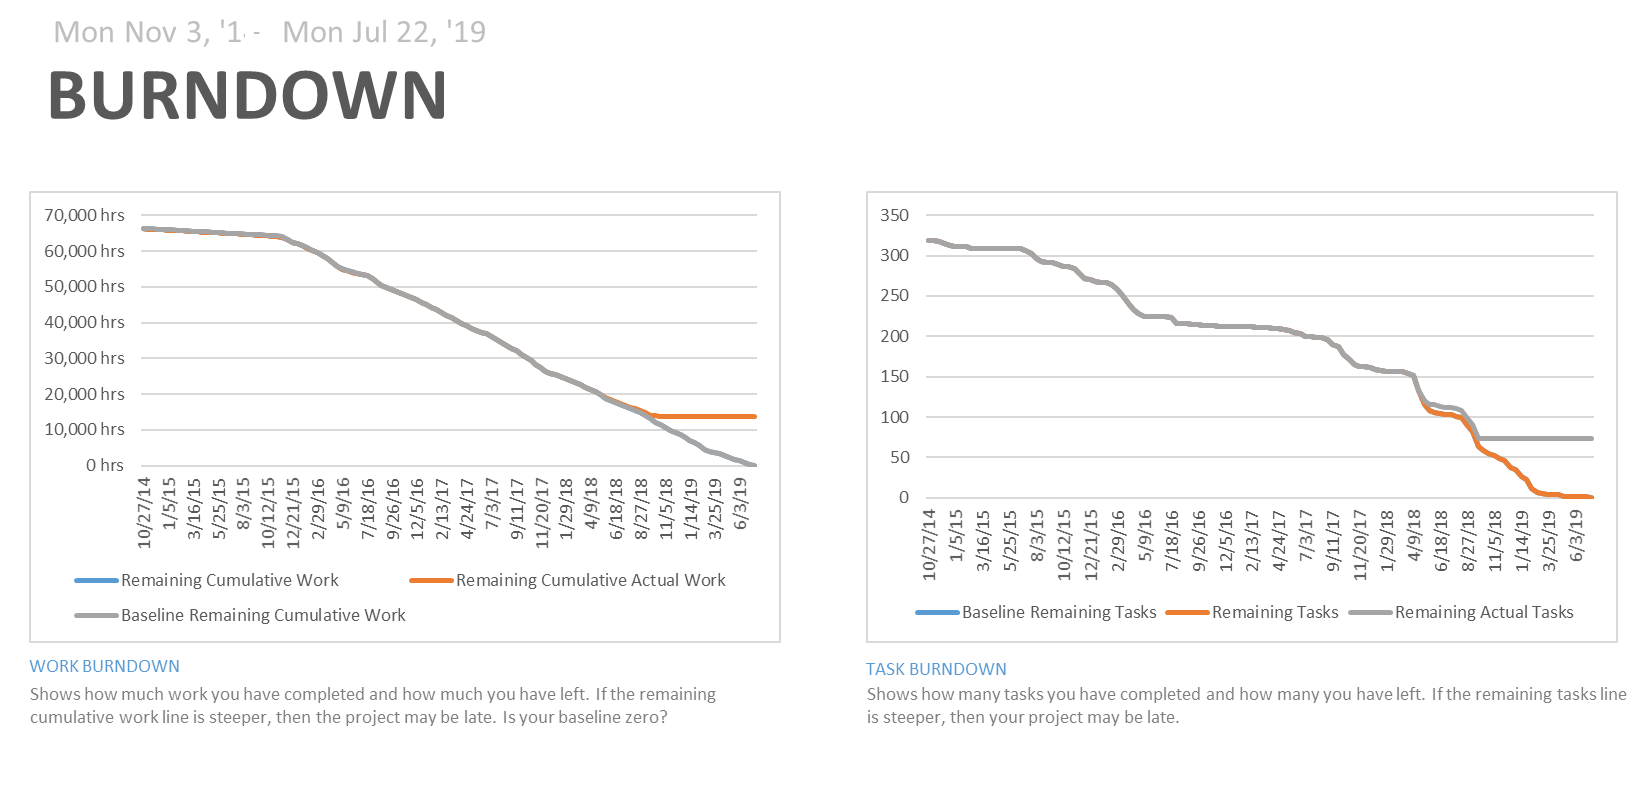 Mon Nov 3, '1 - Mon Jul 22, '19
BURNDOWN
70,000 hrs
60,000 hrs
50,000 hrs
40,000 hrs
30,000 hrs
20,000 hrs
10,000 hrs
0 hrs
10/27/14
1/5/15
3/16/15
5/25/15
8/3/15
10/12/15
12/21/15
2/29/16
5/9/16
7/18/16
9/26/16
12/5/16
2/13/17
4/24/17
7/3/17
9/11/17
11/20/17
1/29/18
4/9/18
6/18/18
8/27/18
11/5/18
1/14/19
3/25/19
6/3/19
Remaining Cumulative Work
Remaining Cumulative Actual Work
Baseline Remaining Cumulative Work
WORK BURNDOWN
Shows how much work you have completed and how much you have left. If the remaining
cumulative work line is steeper, then the project may be late. Is your baseline zero?
350
300
250
200
150
100
50
0
10/27/14
1/5/15
3/16/15
5/25/15
8/3/15
10/12/15
12/21/15
2/29/16
5/9/16
7/18/16
9/26/16
12/5/16
2/13/17
4/24/17
7/3/17
9/11/17
11/20/17
1/29/18
4/9/18
6/18/18
8/27/18
11/5/18
1/14/19
3/25/19
6/3/19
Baseline Remaining Tasks
Remaining Tasks
Remaining Actual Tasks
TASK BURNDOWN
Shows how many tasks you have completed and how many you have left. If the remaining tasks line
is steeper, then your project may be late.